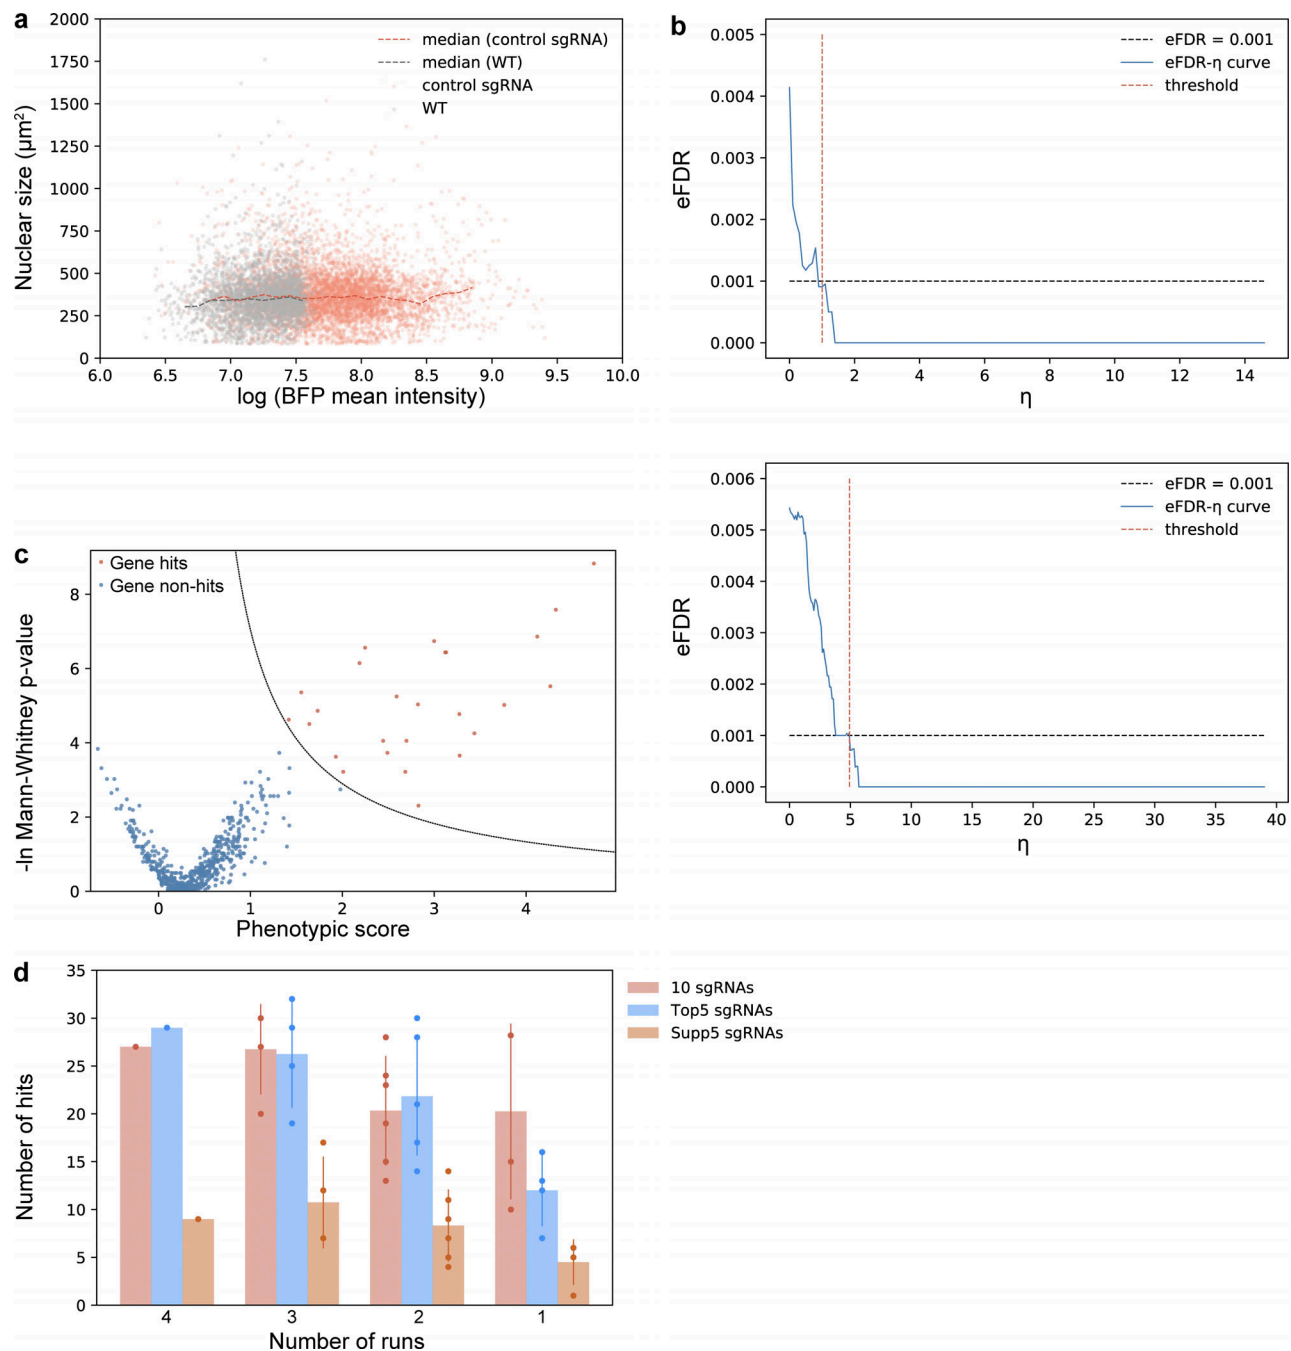 a
2000
1750
1500
1250
1000
750
500
250
0
Nuclear size (µm²)
6.0 6.5 7.0 7.5 8.0 8.5 9.0 9.5 10.0
log (BFP mean intensity)
median (control sgRNA)
median (WT)
control sgRNA
WT
b
0.005
0.004
0.003
0.002
0.001
0.000
eFDR
0 2 4 6 8 10 12 14
η
eFDR = 0.001
eFDR-η curve
threshold
0.006
0.005
0.004
0.003
0.002
0.001
0.000
eFDR
0 5 10 15 20 25 30 35 40
η
eFDR = 0.001
eFDR-η curve
threshold
c
Gene hits
Gene non-hits
8
6
4
2
0
-ln Mann-Whitney p-value
0 1 2 3 4
Phenotypic score
d
35
30
25
20
15
10
5
0
Number of hits
4 3 2 1
Number of runs
10 sgRNAs
Top5 sgRNAs
Supp5 sgRNAs